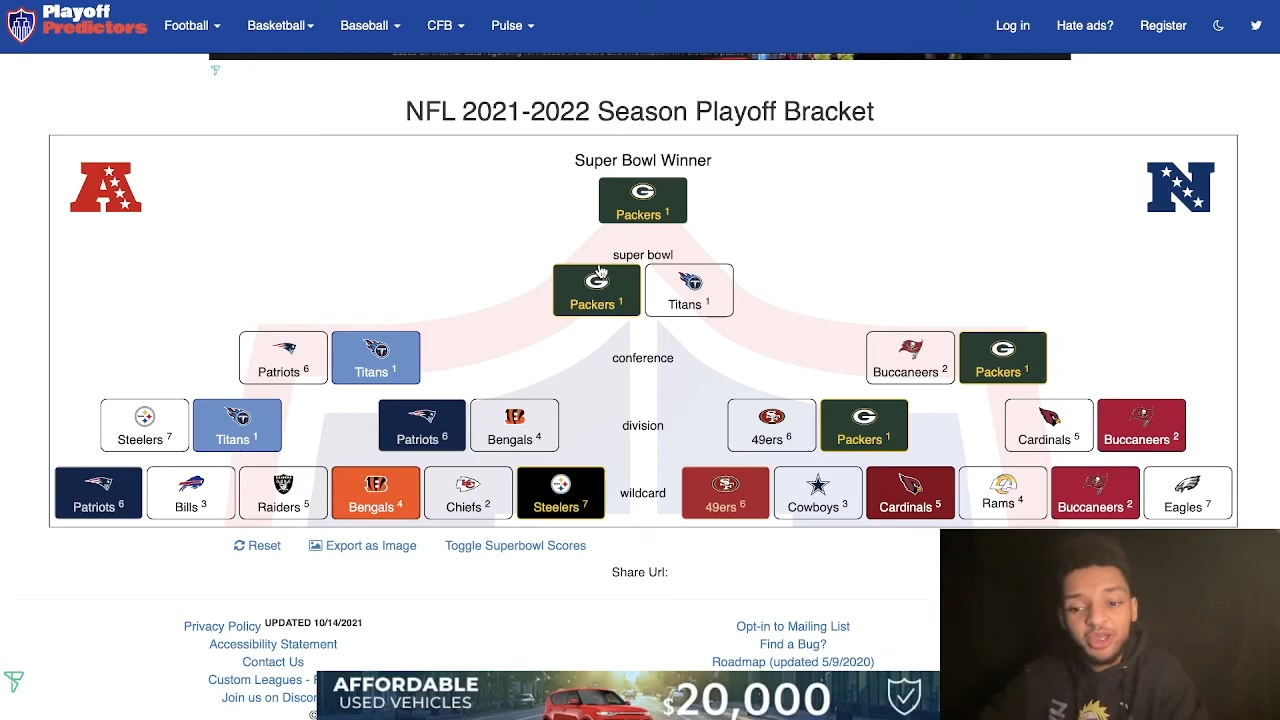 Playoff
Predictors
Football
Basketball
Baseball
CFB
Pulse
Log in
Hate ads?
Register
NFL 2021-2022 Season Playoff Bracket
A
N
Super Bowl Winner
G
Packers 1
super bowl
G
Packers 1
Titans 1
Patriots 6
Titans 1
conference
Buccaneers 2
G
Packers 1
Steelers 7
Titans 1
Patriots 6
Bengals 4
division
49ers 6
G
Packers 1
Cardinals 5
Buccaneers 2
Patriots 6
Bills 3
Raiders 5
Bengals 4
Chiefs 2
Steelers 7
wildcard
49ers 6
Cowboys 3
Cardinals 5
Rams 4
Buccaneers 2
Eagles 7
Reset
Export as Image
Toggle Superbowl Scores
Share Url:
Privacy Policy UPDATED 10/14/2021
Accessibility Statement
Contact Us
Custom Leagues -
Join us on Discor
Opt-in to Mailing List
Find a Bug?
Roadmap (updated 5/9/2020)
AFFORDABLE
USED VEHICLES
$20,000